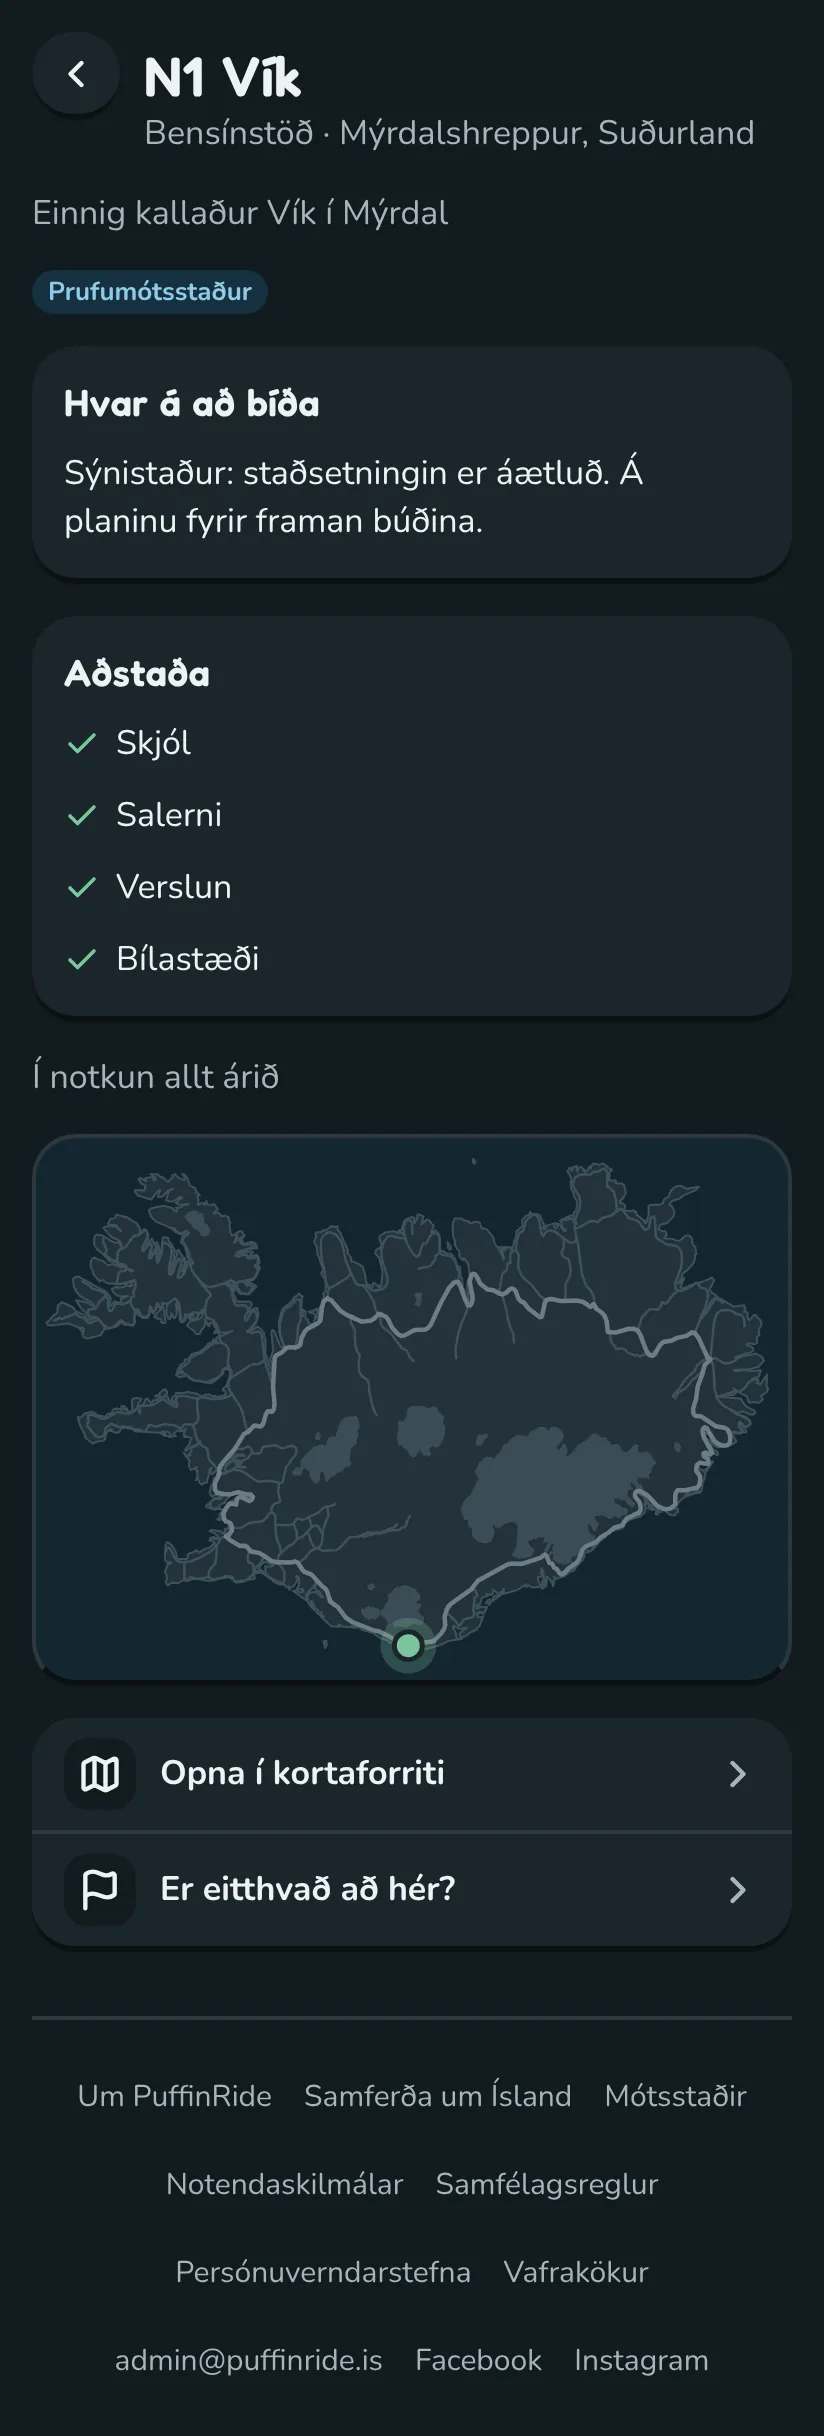 N1 Vík
Bensínstöð · Mýrdalshreppur, Suðurland
Einnig kallaður Vík í Mýrdal
Prufumótsstaður
Hvar á að bíða
Sýnistaður: staðsetningin er áætluð. Á
planinu fyrir framan búðina.
Aðstaða
Skjól
Salerni
Verslun
Bílastæði
Í notkun allt árið
Opna í kortaforriti
Er eitthvað að hér?
Um PuffinRide Samferða um Ísland Mótsstaðir
Notendaskilmálar Samfélagsreglur
Persónuverndarstefna Vafrakökur
admin@puffinride.is Facebook Instagram